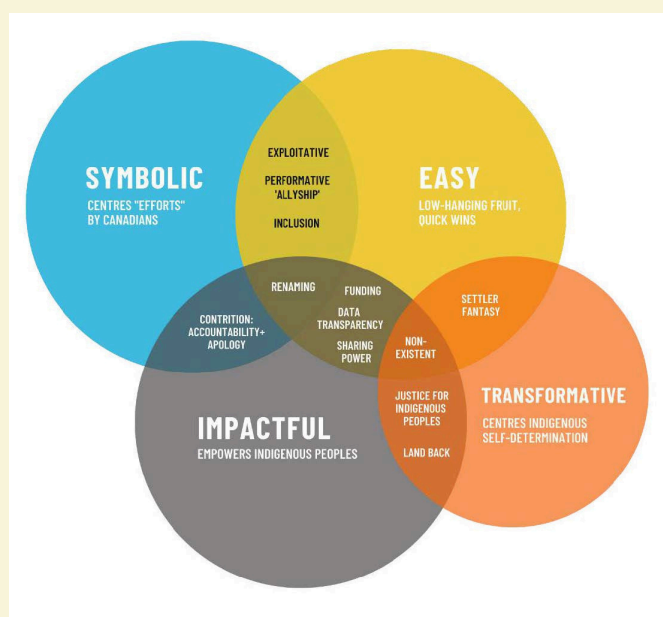 SYMBOLIC
CENTRES "EFFORTS"
BY CANADIANS
EXPLOITATIVE
PERFORMATIVE
'ALLYSHIP'
INCLUSION
EASY
LOW-HANGING FRUIT,
QUICK WINS
RENAMING
FUNDING
DATA
TRANSPARENCY
SHARING
POWER
SETTLER
FANTASY
CONTRITION:
ACCOUNTABILITY+
APOLOGY
NON-
EXISTENT
JUSTICE FOR
INDIGENOUS
PEOPLES
LAND BACK
IMPACTFUL
EMPOWERS INDIGENOUS PEOPLES
TRANSFORMATIVE
CENTRES INDIGENOUS
SELF-DETERMINATION